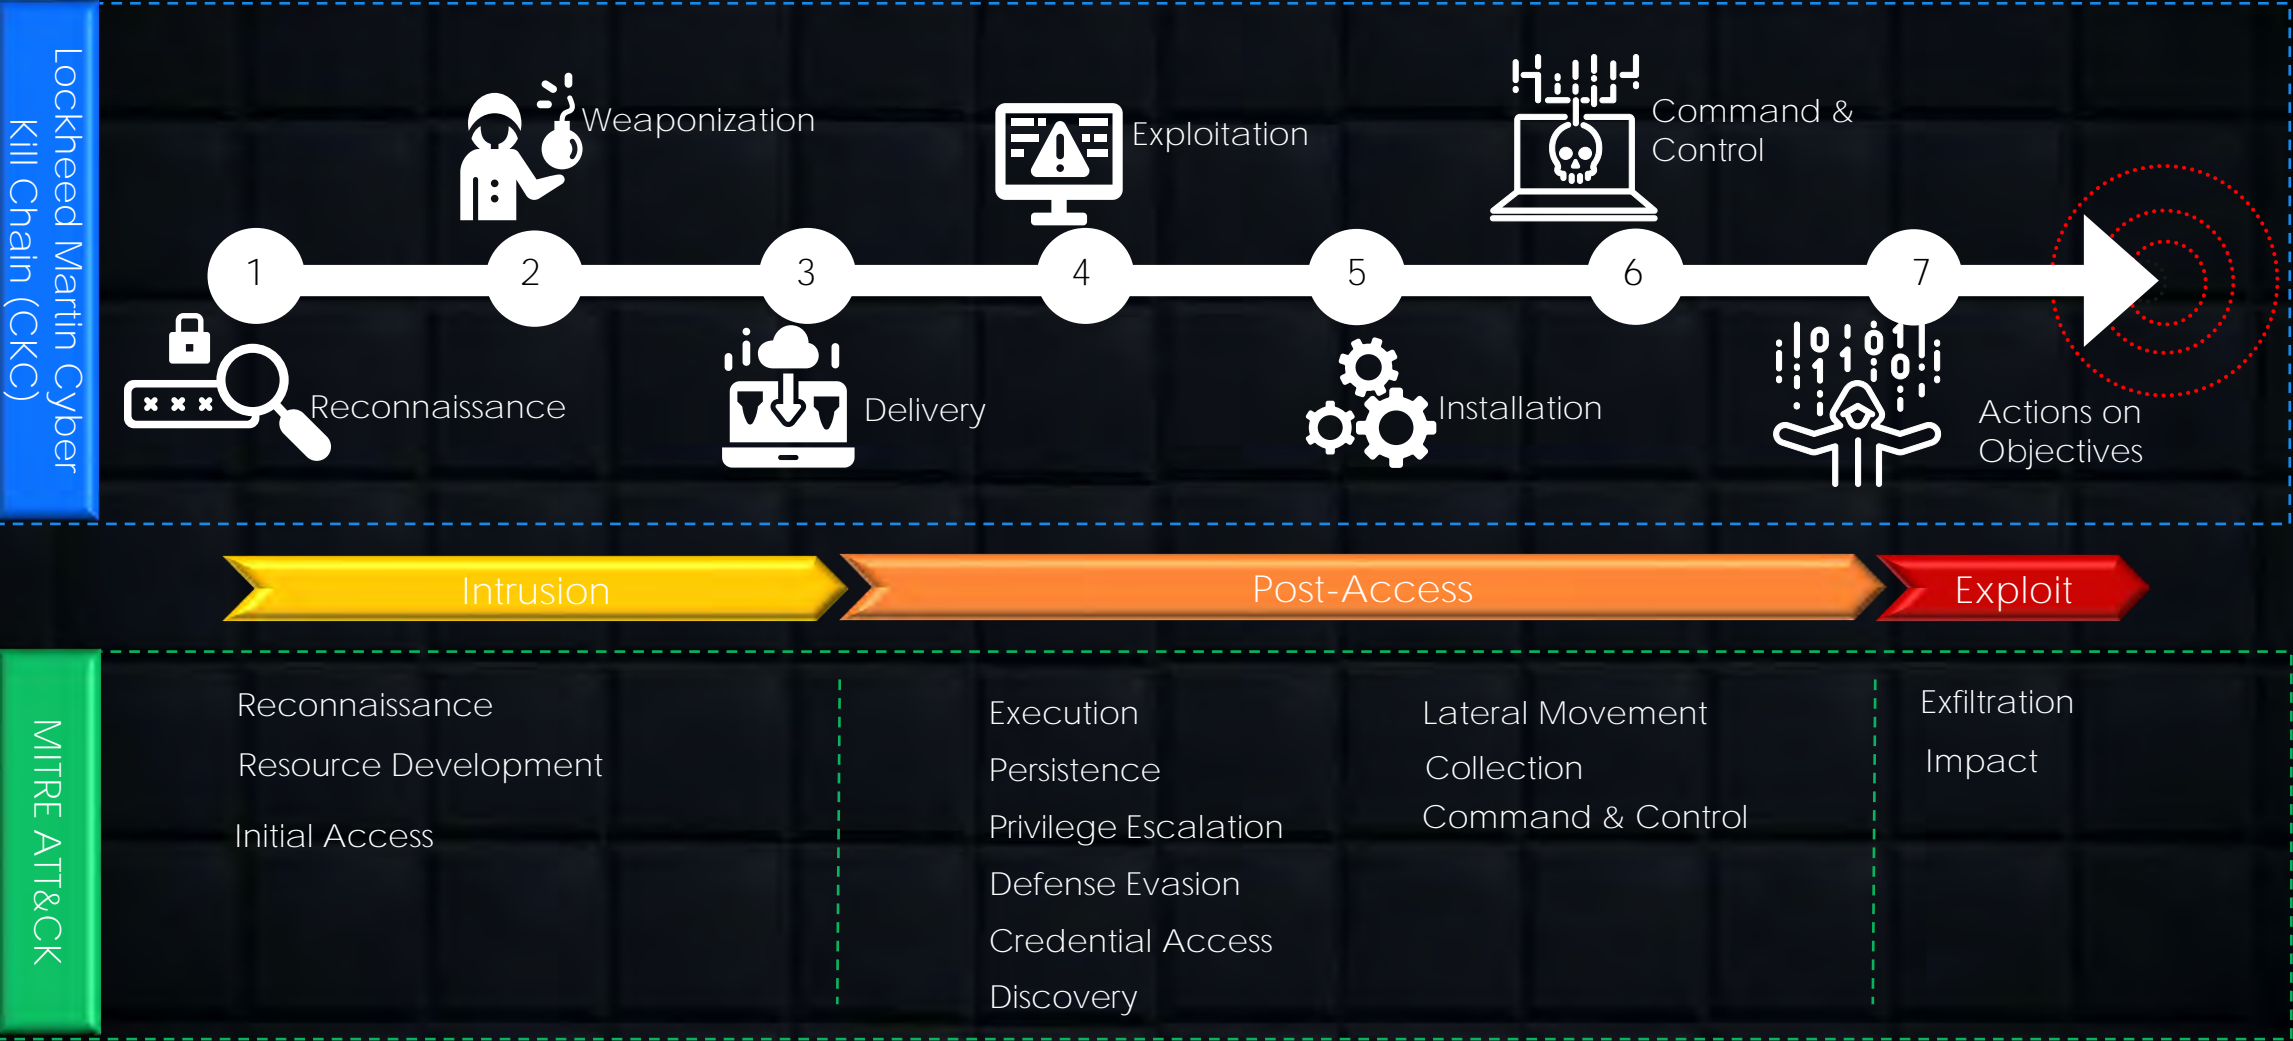 Lockheed Martin Cyber
Kill Chain (CKC)
Weaponization
Exploitation
Command &
Control
1
2
3
4
5
6
7
Reconnaissance
Delivery
Installation
Actions on
Objectives
Intrusion
Post-Access
Exploit
MITRE ATT&CK
Reconnaissance
Resource Development
Initial Access
Execution
Persistence
Privilege Escalation
Defense Evasion
Credential Access
Discovery
Lateral Movement
Collection
Command & Control
Exfiltration
Impact